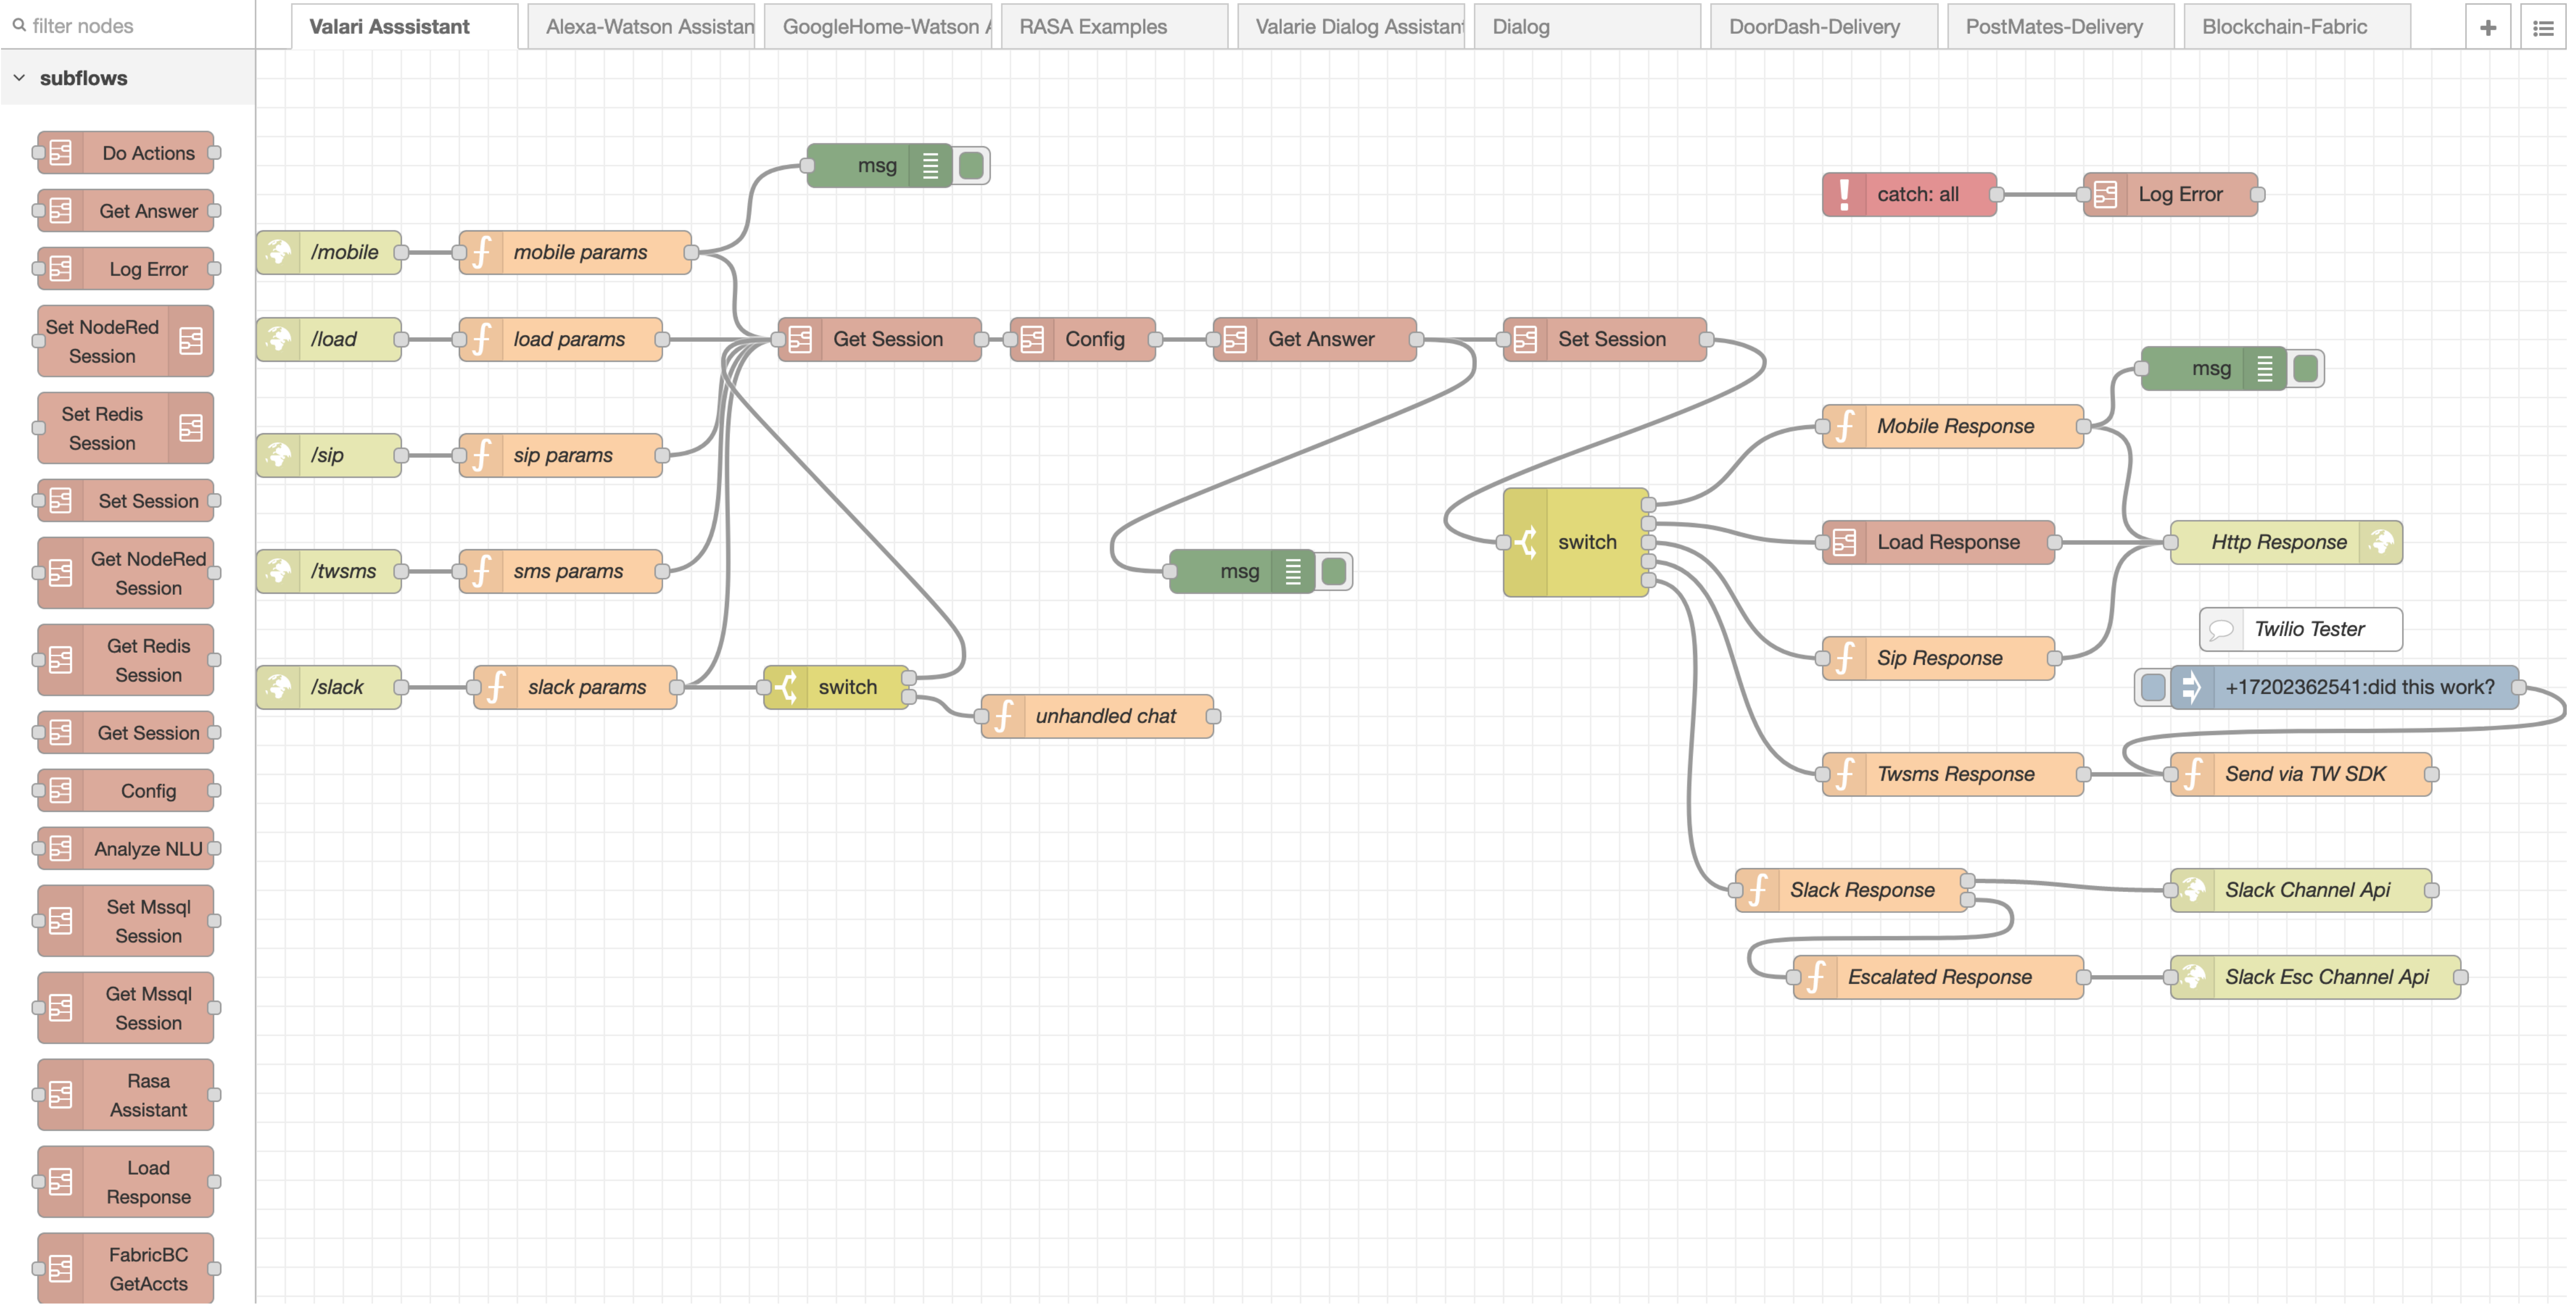 filter nodes
Valari Asssistant
Alexa-Watson Assistan
GoogleHome-Watson A
RASA Examples
Valarie Dialog Assistant
Dialog
DoorDash-Delivery
PostMates-Delivery
Blockchain-Fabric
subflows
Do Actions
Get Answer
Log Error
Set NodeRed
Session
Set Redis
Session
Set Session
Get NodeRed
Session
Get Redis
Session
Get Session
Config
Analyze NLU
Set Mssql
Session
Get Mssql
Session
Rasa
Assistant
Load
Response
FabricBC
GetAccts
msg
catch: all
Log Error
/mobile
mobile params
/load
load params
Get Session
Config
Get Answer
Set Session
msg
Mobile Response
/sip
sip params
switch
Load Response
Http Response
/twsms
sms params
msg
Twilio Tester
Sip Response
/slack
slack params
switch
+17202362541:did this work?
unhandled chat
Twsms Response
Send via TW SDK
Slack Response
Slack Channel Api
Escalated Response
Slack Esc Channel Api